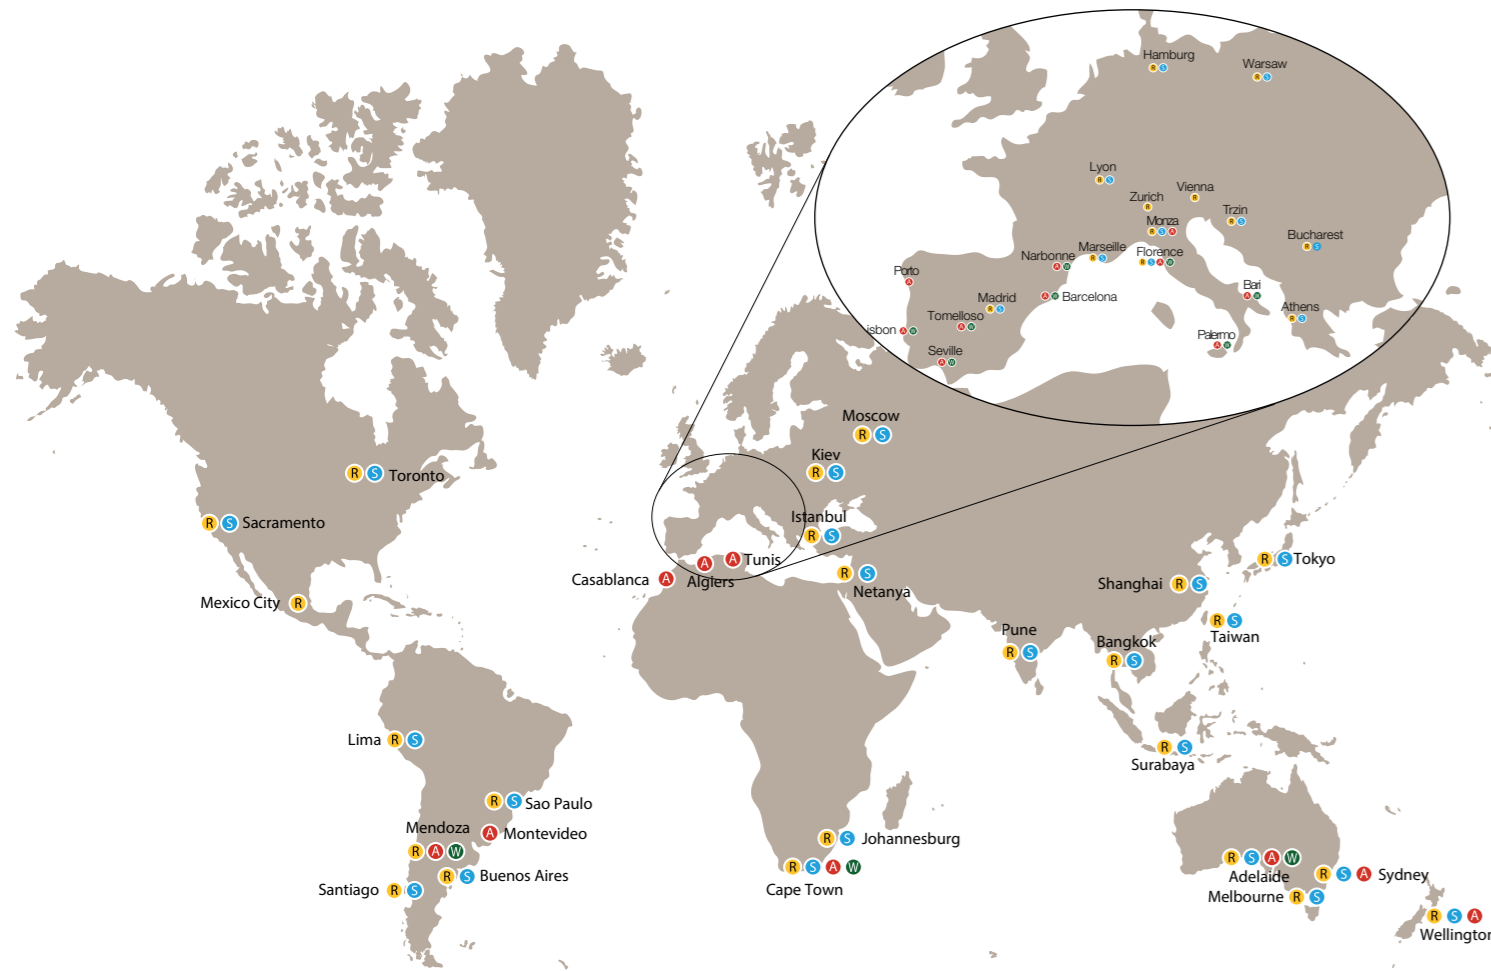 Hamburg
R S
Warsaw
R S
Lyon
R S
Zurich
R
Vienna
R
Trzin
R S
Monza
R S A
Bucharest
R S
Marseille
R S
Florence
R S A W
Narbonne
A W
Porto
A
Madrid
R S
A W Barcelona
Bari
A W
Athens
R S
Tomelloso
A W
isbon A W
Palermo
A W
Seville
A W
Moscow
R S
Kiev
R S
Istanbul
R S
R S Toronto
R S Sacramento
Mexico City R
A Tunis
A
Algiers
Casablanca A
R S
Netanya
R S Tokyo
Shanghai R S
R S
Taiwan
Pune
R S
Bangkok
R S
Lima R S
R S
Surabaya
R S Sao Paulo
A Montevideo
Mendoza
R A W
R S Buenos Aires
Santiago R S
R S Johannesburg
R S A W
Cape Town
R S A W
Adelaide
R S A Sydney
Melbourne R S
R S A
Wellington